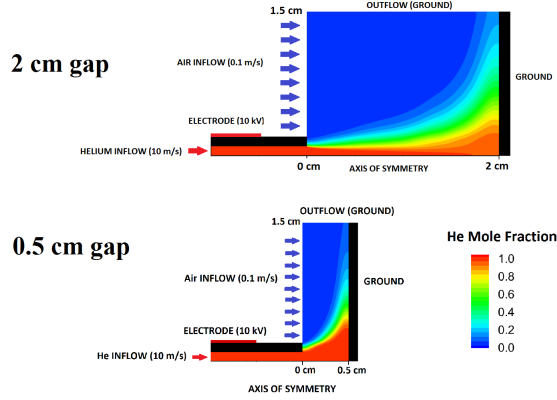 1.5 cm
OUTFLOW (GROUND)
2 cm gap
AIR INFLOW (0.1 m/s)
GROUND
ELECTRODE (10 kV)
HELIUM INFLOW (10 m/s)
0 cm
AXIS OF SYMMETRY
2 cm
OUTFLOW (GROUND)
1.5 cm
0.5 cm gap
He Mole Fraction
Air INFLOW (0.1 m/s)
GROUND
1.0
0.8
0.6
0.4
0.2
0.0
ELECTRODE (10 kV)
He INFLOW (10 m/s)
0 cm
0.5 cm
AXIS OF SYMMETRY